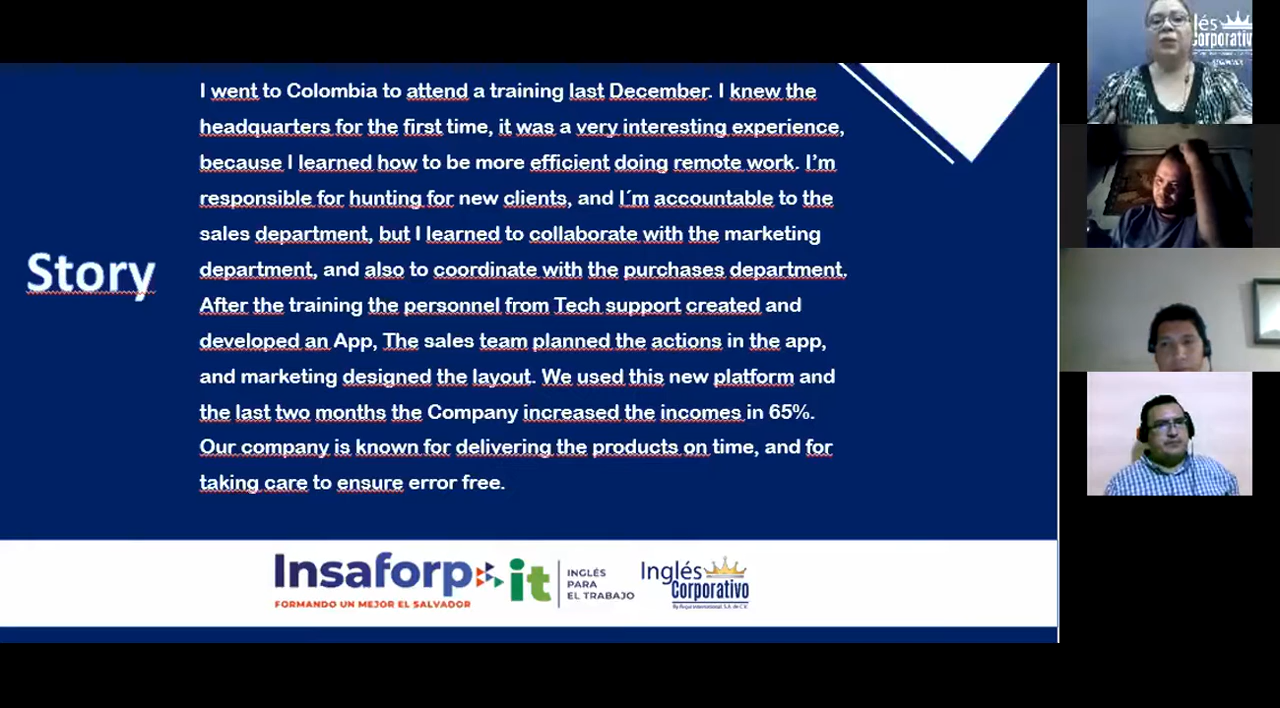 I went to Colombia to attend a training last December. I knew the
headquarters for the first time, it was a very interesting experience,
because I learned how to be more efficient doing remote work. I'm
responsible for hunting for new clients, and I´m accountable to the
sales department, but I learned to collaborate with the marketing
department, and also to coordinate with the purchases department.
After the training the personnel from Tech support created and
developed an App, The sales team planned the actions in the app,
and marketing designed the layout. We used this new platform and
the last two months the Company increased the incomes in 65%.
Our company is known for delivering the products on time, and for
taking care to ensure error free.
Story
Insaforp
FORMANDO UN MEJOR EL SALVADOR
it
INGLÉS
PARA
EL TRABAJO
Inglés
Corporativo
lés
Corporativ